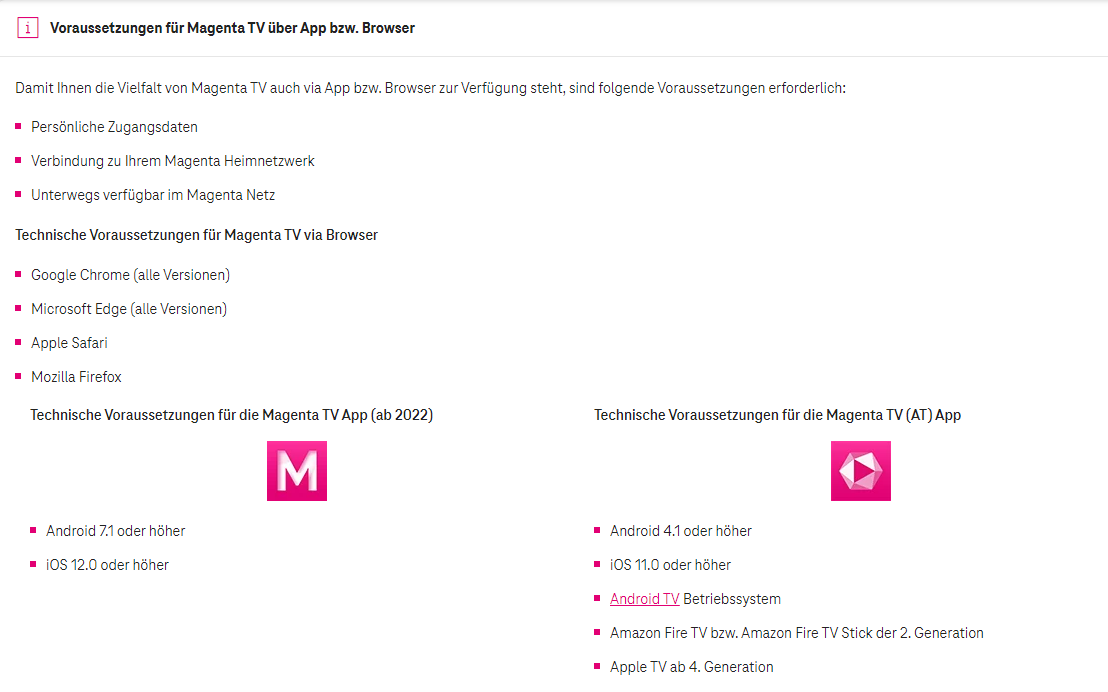 Voraussetzungen für Magenta TV über App bzw. Browser
Damit Ihnen die Vielfalt von Magenta TV auch via App bzw. Browser zur Verfügung steht, sind folgende Voraussetzungen erforderlich:
Persönliche Zugangsdaten
Verbindung zu Ihrem Magenta Heimnetzwerk
Unterwegs verfügbar im Magenta Netz
Technische Voraussetzungen für Magenta TV via Browser
Google Chrome (alle Versionen)
Microsoft Edge (alle Versionen)
Apple Safari
Mozilla Firefox
Technische Voraussetzungen für die Magenta TV App (ab 2022)
M
Android 7.1 oder höher
iOS 12.0 oder höher
Technische Voraussetzungen für die Magenta TV (AT) App
Android 4.1 oder höher
iOS 11.0 oder höher
Android TV Betriebssystem
Amazon Fire TV bzw. Amazon Fire TV Stick der 2. Generation
Apple TV ab 4. Generation